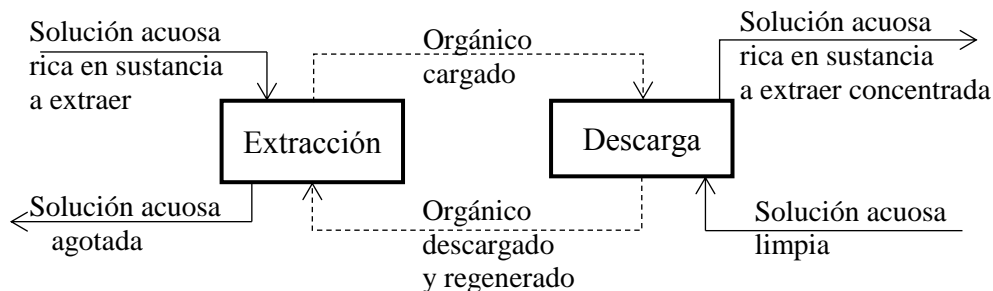 Solución acuosa
rica en sustancia
a extraer
Orgánico
cargado
Solución acuosa
rica en sustancia
a extraer concentrada
Extracción
Descarga
Solución acuosa
agotada
Orgánico
descargado
y regenerado
Solución acuosa
limpia